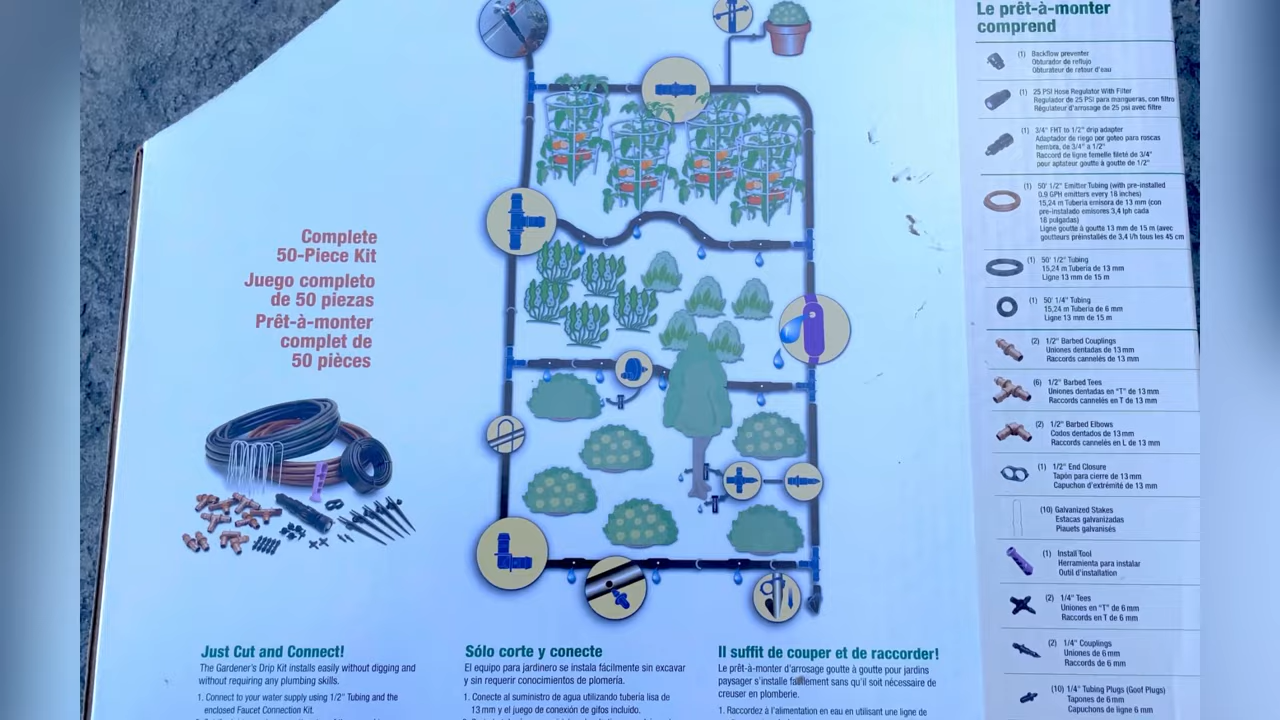 Complete
50-Piece Kit
Juego completo
de 50 piezas
Prêt-à-monter
complet de
50 pièces
Just Cut and Connect!
The Gardener's Drip Kit installs easily without digging and
without requiring any plumbing skills.
1. Connect to your water supply using 1/2" Tubing and the
enclosed Faucet Connection Kit.
Sólo corte y conecte
El equipo para jardinero se instala fácilmente sin excavar
y sin requerir conocimientos de plomería.
1. Conecte al suministro de agua utilizando tubería lisa de
13 mm y el juego de conexión de gifos incluido.
Il suffit de couper et de raccorder!
Le prêt-à-monter d'arrosage goutte à goutte pour jardins
paysager s'installe facilement sans qu'il soit nécessaire de
creuser en plomberie.
1. Raccordez à l'alimentation en eau en utilisant une ligne de
Le prêt-à-monter
comprend
(1) Backflow preventer
Obturador de reflujo
Obturateur de retour d'eau
(1) 25 PSI Hose Regulator With Filter
Regulador de 25 PSI para mangueras, con filtro
Régulateur d'arrosage de 25 psi avec filtre
(1) 3/4" FHT to 1/2" drip adapter
Adaptador de riego por goteo para roscas
hembra, de 3/4" a 1/2"
Raccord de ligne femelle fileté de 3/4"
pour aptateur goutte à goutte de 1/2"
(1) 50' 1/2" Emitter Tubing (with pre-installed
0.9 GPH emitters every 18 inches)
15,24 m Tuberia emisora de 13 mm (con
pre-instalado emisores 3,4 lph cada
18 pulgadas)
Ligne goutte à goutte 13 mm de 15 m (avec
goutteurs préinstallés de 3,4 l/h tous les 45 cm
(1) 50' 1/2" Tubing
15,24 m Tuberia de 13 mm
Ligne 13 mm de 15 m
(1) 50' 1/4" Tubing
15,24 m Tuberia de 6 mm
Ligne 13 mm de 15 m
(2) 1/2" Barbed Couplings
Uniones dentadas de 13 mm
Raccords cannelés de 13 mm
(6) 1/2" Barbed Tees
Uniones dentadas en "T" de 13 mm
Raccords cannelés en T de 13 mm
(2) 1/2" Barbed Elbows
Codos dentados de 13 mm
Raccords cannelés en L de 13 mm
(1) 1/2" End Closure
Tapón para cierre de 13 mm
Capuchon d'extrémité de 13 mm
(10) Galvanized Stakes
Estacas galvanizadas
Piauets galvanisés
(1) Install Tool
Herramienta para instalar
Outil d'installation
(2) 1/4" Tees
Uniones en "T" de 6 mm
Raccords en T de 6 mm
(2) 1/4" Couplings
Uniones de 6 mm
Raccords de 6 mm
(10) 1/4" Tubing Plugs (Goof Plugs)
Tapones de 6 mm
Capuchons de ligne 6 mm